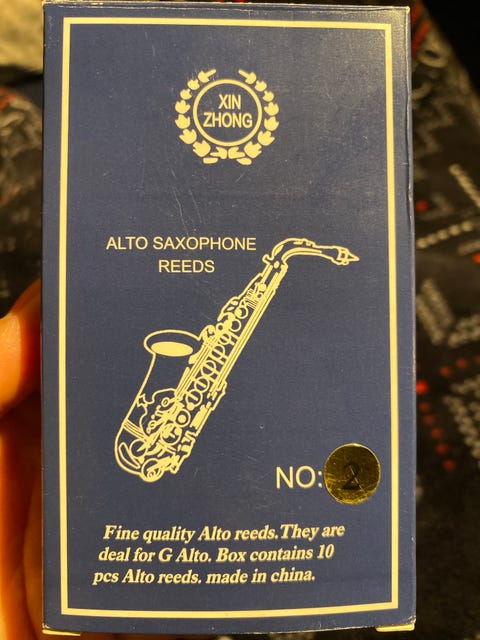 XIN
ZHONG
ALTO SAXOPHONE
REEDS
NO: 2
Fine quality Alto reeds.They are
deal for G Alto. Box contains 10
pcs Alto reeds. made in china.